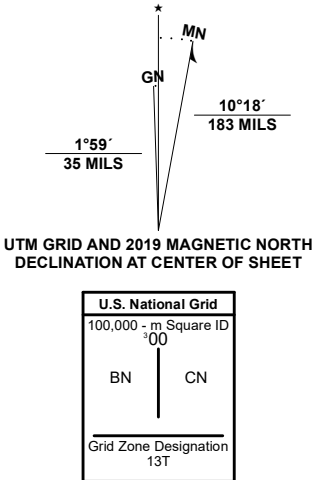 ★
MN
GN
10°18´
183 MILS
1°59´
35 MILS
UTM GRID AND 2019 MAGNETIC NORTH
DECLINATION AT CENTER OF SHEET
U.S. National Grid
100,000 - m Square ID
³00
BN CN
Grid Zone Designation
13T